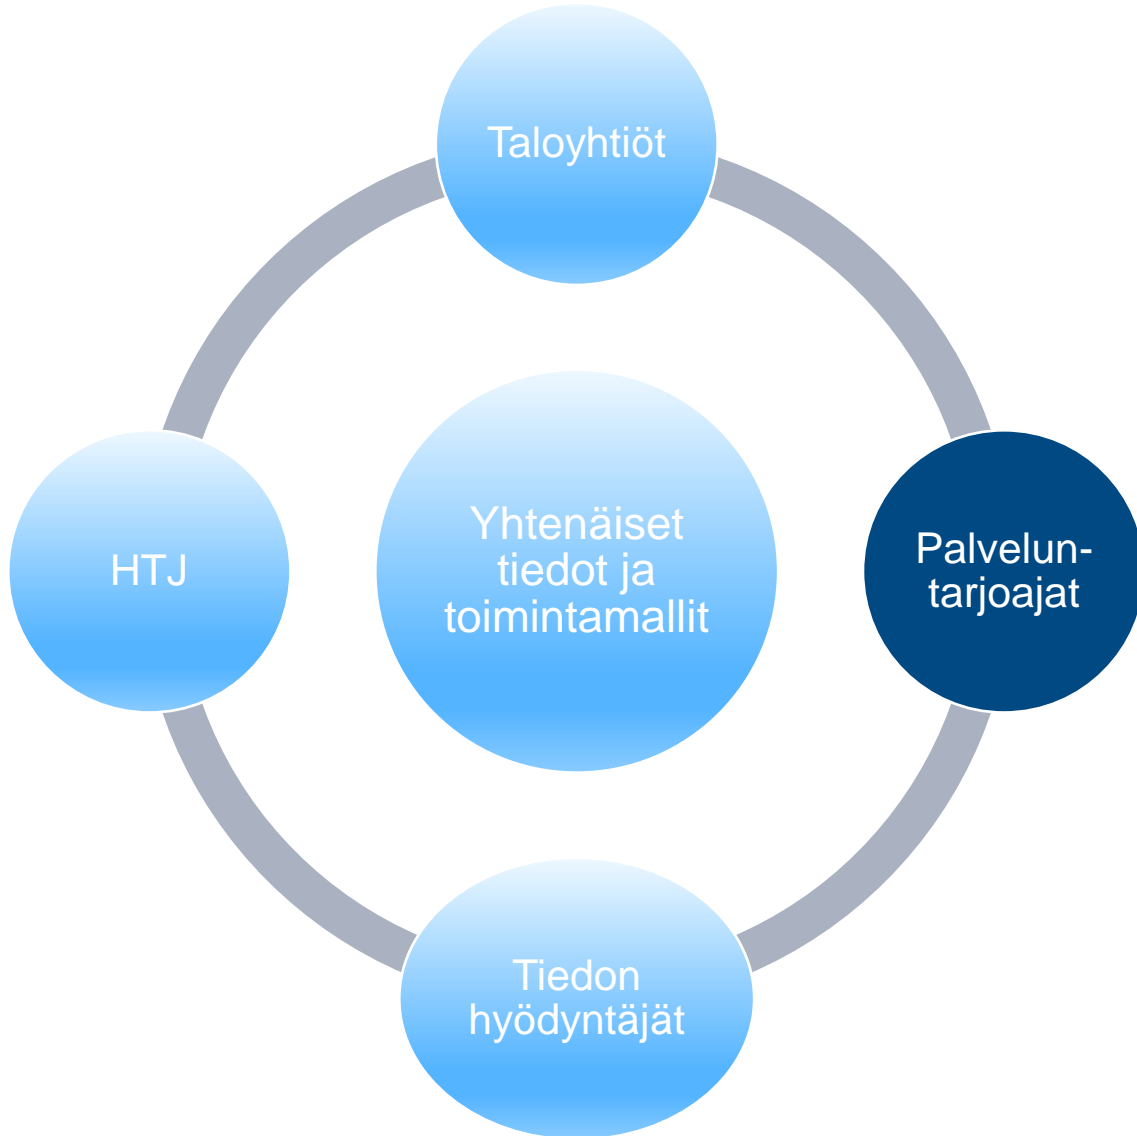 Taloyhtiöt
HTJ
Yhtenäiset
tiedot ja
toimintamallit
Palvelun-
tarjoajat
Tiedon
hyödyntäjät